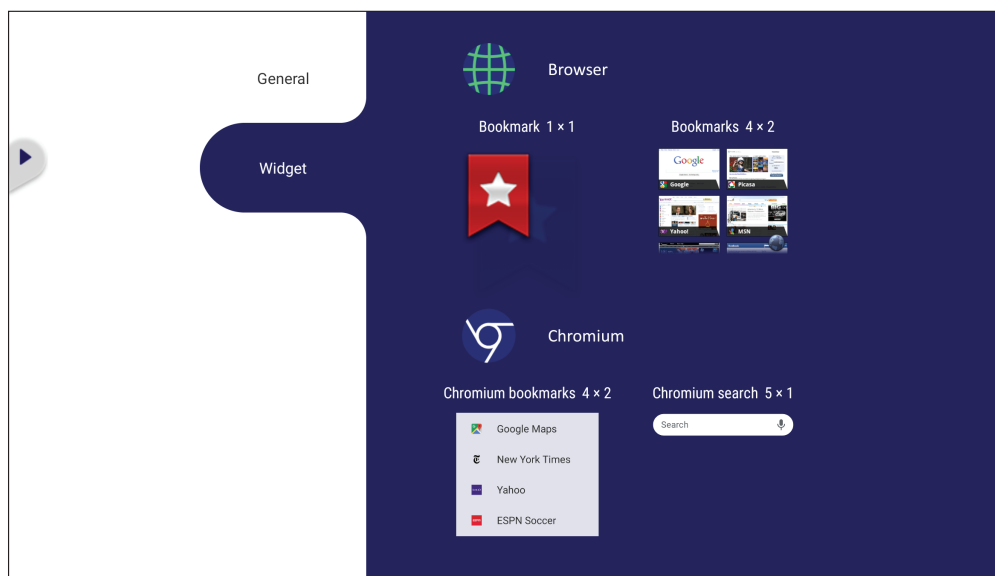 General
Widget
Browser
Bookmark 1 × 1
Bookmarks 4 × 2
Google
Google
Picasa
Yahoo!
MSN
Chromium
Chromium bookmarks 4 × 2
Chromium search 5 × 1
Google Maps
New York Times
Yahoo
ESPN Soccer
Search